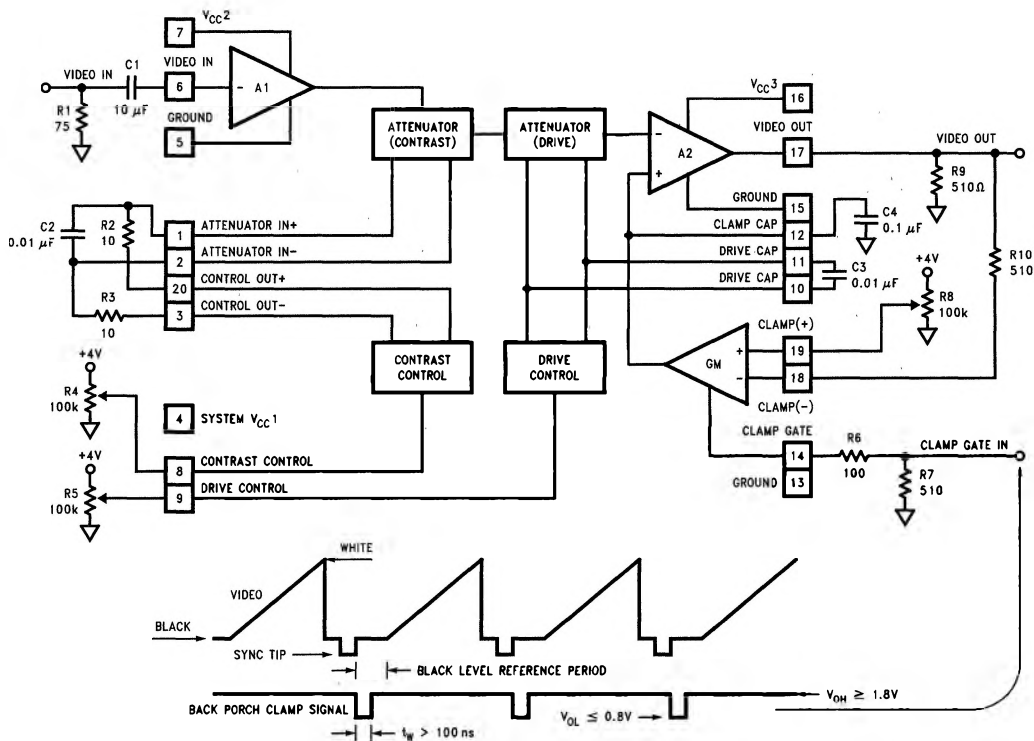 VCC2
7
VIDEO IN
C1
VIDEO IN
6
-
A1
R1
75
10 µF
GROUND
5
ATTENUATOR
(CONTRAST)
ATTENUATOR
(DRIVE)
-
A2
+
VCC3
16
VIDEO OUT
17
VIDEO OUT
R9
510Ω
GROUND
15
CLAMP CAP
12
C4
0.1 µF
DRIVE CAP
11
DRIVE CAP
10
C3
0.01 µF
R10
510
+4V
R8
100k
C2
0.01 µF
R2
10
1
ATTENUATOR IN+
2
ATTENUATOR IN-
20
CONTROL OUT+
3
CONTROL OUT-
R3
10
CONTRAST
CONTROL
DRIVE
CONTROL
GM
+
-
CLAMP(+)
19
18
CLAMP(-)
+4V
R4
100k
4
SYSTEM VCC1
+4V
R5
100k
8
CONTRAST CONTROL
9
DRIVE CONTROL
CLAMP GATE
14
R6
100
CLAMP GATE IN
R7
510
GROUND
13
WHITE
VIDEO
BLACK
SYNC TIP
BLACK LEVEL REFERENCE PERIOD
BACK PORCH CLAMP SIGNAL
VOH ≥ 1.8V
VOL ≤ 0.8V
tW > 100 ns